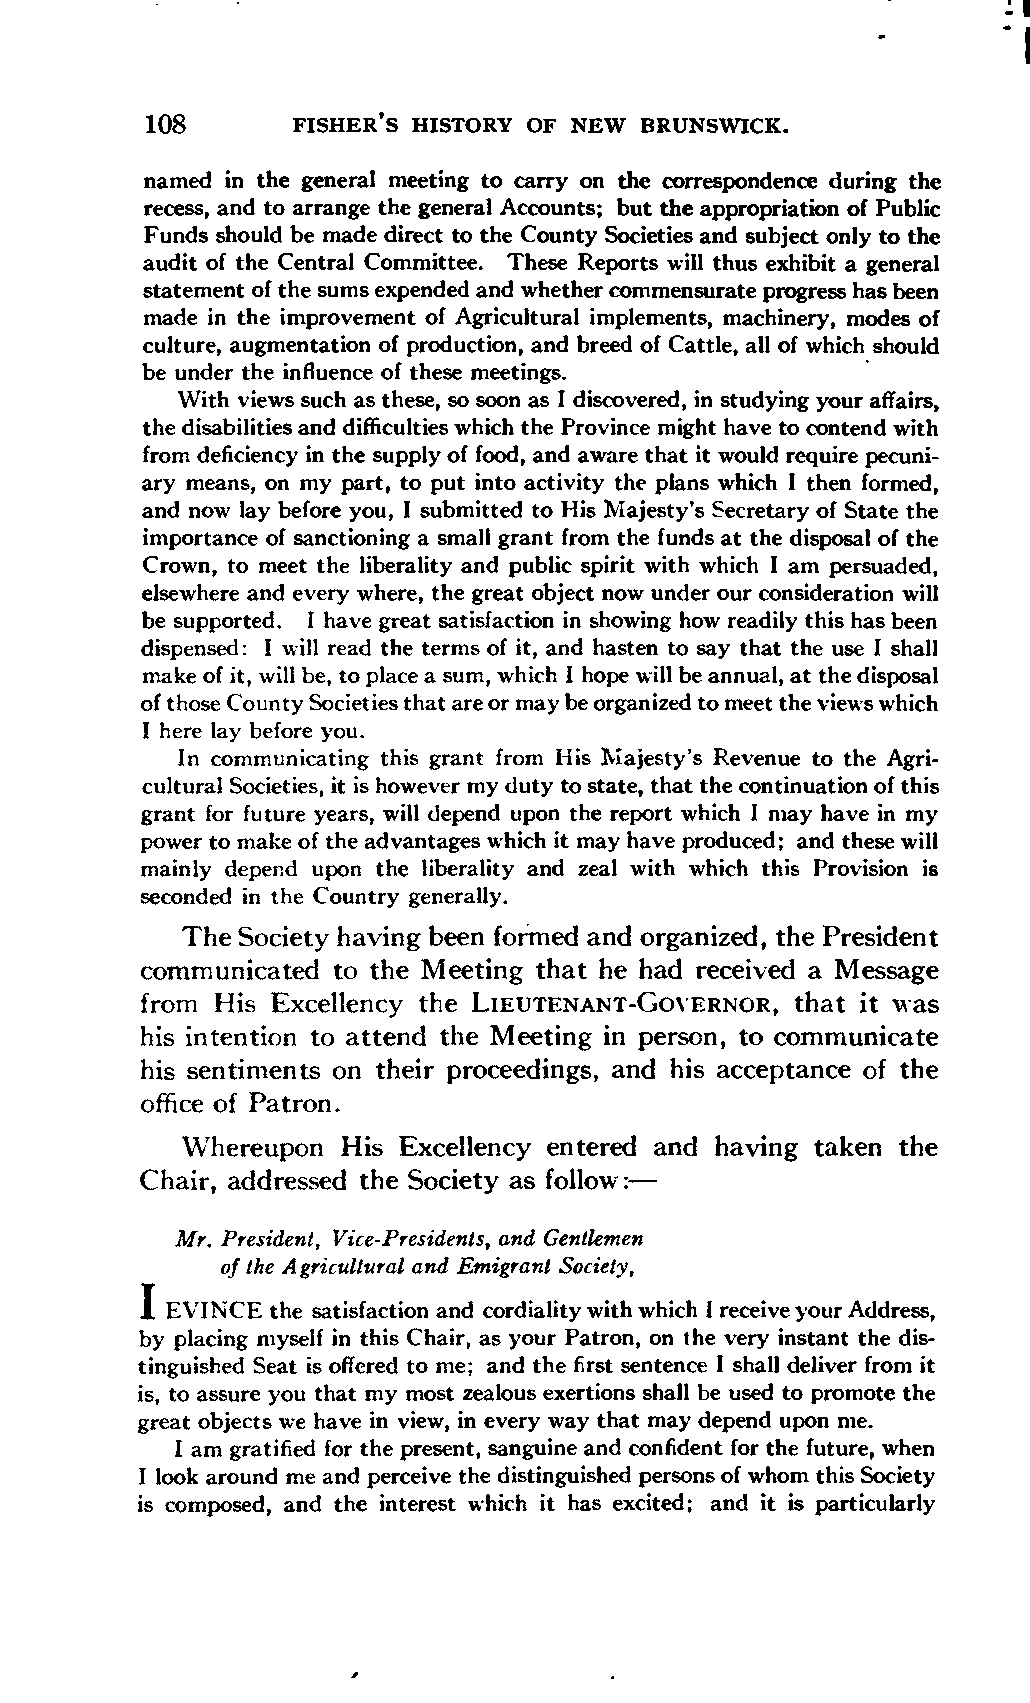 108 FISHER'S HISTORY OF NEW BRUNSWICK.
named in the general meeting to carry on the correspondence during the
recess, and to arrange the general Accounts; but the appropriation of Public
Funds should be made direct to the County Societies and subject only to the
audit of the Central Committee. These Reports will thus exhibit a general
statement of the sums expended and whether commensurate progress has been
made in the improvement of Agricultural implements, machinery, modes of
culture, augmentation of production, and breed of Cattle, all of which should
be under the influence of these meetings.
With views such as these, so soon as I discovered, in studying your affairs,
the disabilities and difficulties which the Province might have to contend with
from deficiency in the supply of food, and aware that it would require pecuni-
ary means, on my part, to put into activity the plans which I then formed,
and now lay before you, I submitted to His Majesty's Secretary of State the
importance of sanctioning a small grant from the funds at the disposal of the
Crown, to meet the liberality and public spirit with which I am persuaded,
elsewhere and every where, the great object now under our consideration will
be supported. I have great satisfaction in showing how readily this has been
dispensed: I will read the terms of it, and hasten to say that the use I shall
make of it, will be, to place a sum, which I hope will be annual, at the disposal
of those County Societies that are or may be organized to meet the views which
I here lay before you.
In communicating this grant from His Majesty's Revenue to the Agri-
cultural Societies, it is however my duty to state, that the continuation of this
grant for future years, will depend upon the report which I may have in my
power to make of the advantages which it may have produced; and these will
mainly depend upon the liberality and zeal with which this Provision is
seconded in the Country generally.
The Society having been formed and organized, the President
communicated to the Meeting that he had received a Message
from His Excellency the LIEUTENANT-GOVERNOR, that it was
his intention to attend the Meeting in person, to communicate
his sentiments on their proceedings, and his acceptance of the
office of Patron.
Whereupon His Excellency entered and having taken the
Chair, addressed the Society as follow:—
Mr. President, Vice-Presidents, and Gentlemen
of the Agricultural and Emigrant Society,
I EVINCE the satisfaction and cordiality with which I receive your Address,
by placing myself in this Chair, as your Patron, on the very instant the dis-
tinguished Seat is offered to me; and the first sentence I shall deliver from it
is, to assure you that my most zealous exertions shall be used to promote the
great objects we have in view, in every way that may depend upon me.
I am gratified for the present, sanguine and confident for the future, when
I look around me and perceive the distinguished persons of whom this Society
is composed, and the interest which it has excited; and it is particularly